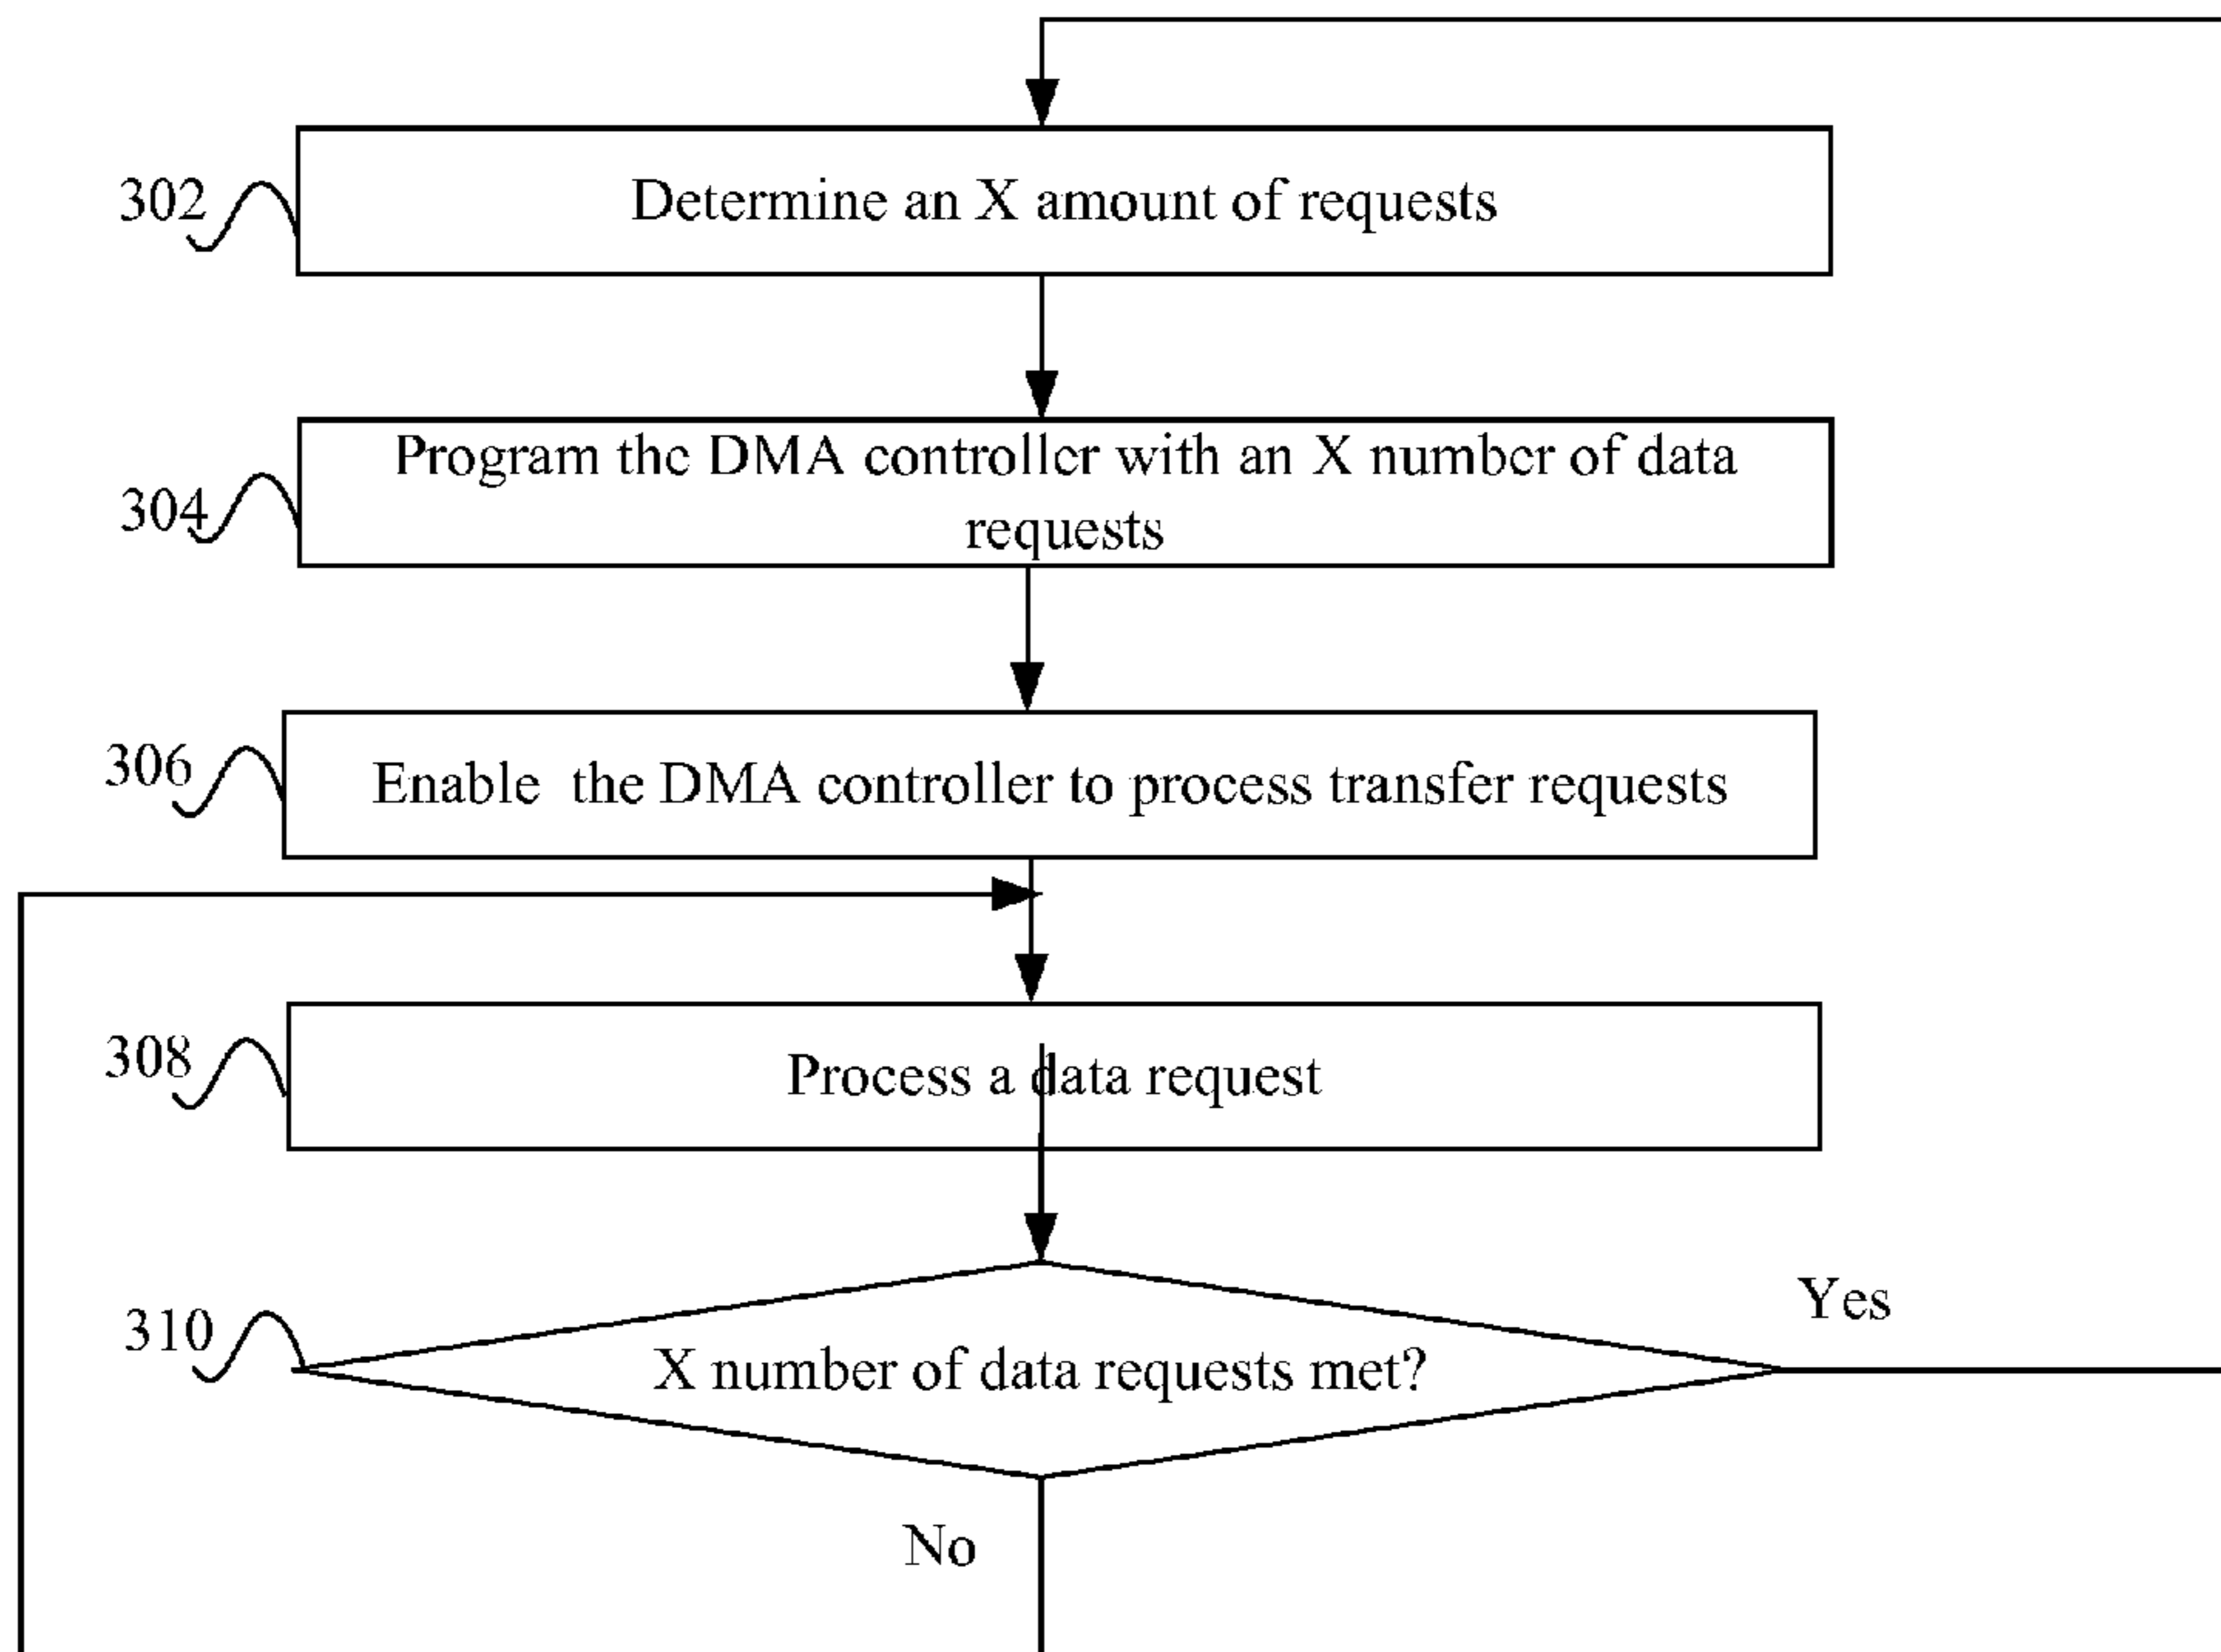 302
Determine an X amount of requests
304
Program the DMA controller with an X number of data
requests
306
Enable the DMA controller to process transfer requests
308
Process a data request
310
X number of data requests met?
Yes
No